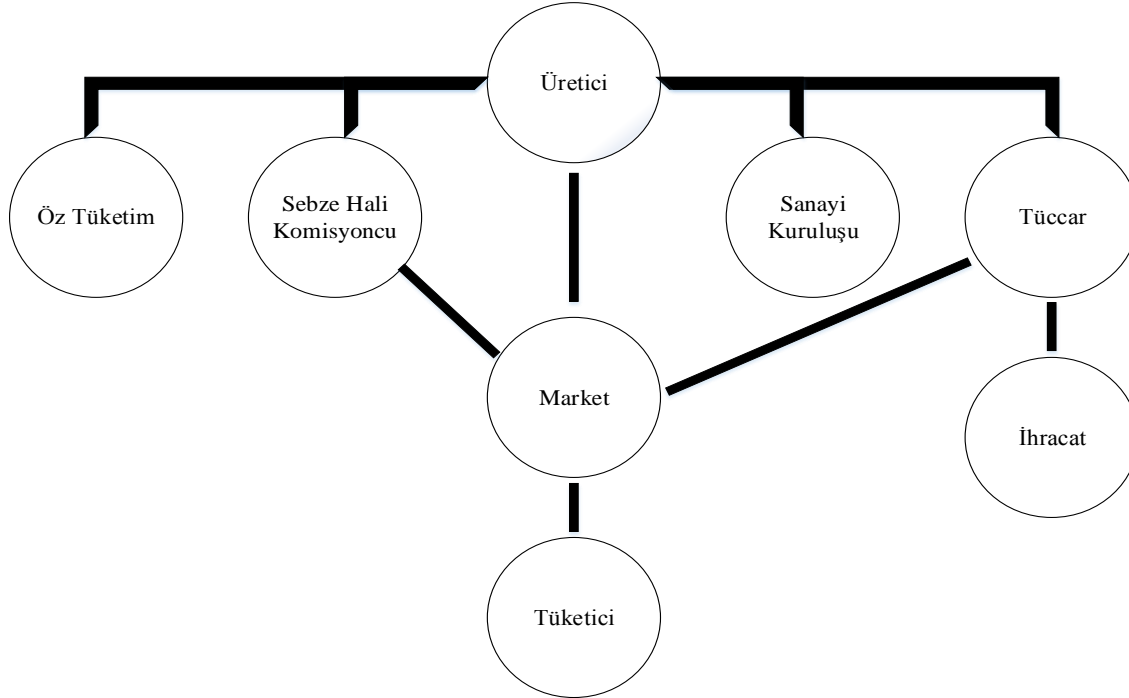 Üretici
Öz Tüketim
Sebze Hali
Komisyoncu
Sanayi
Kuruluşu
Tüccar
Market
İhracat
Tüketici